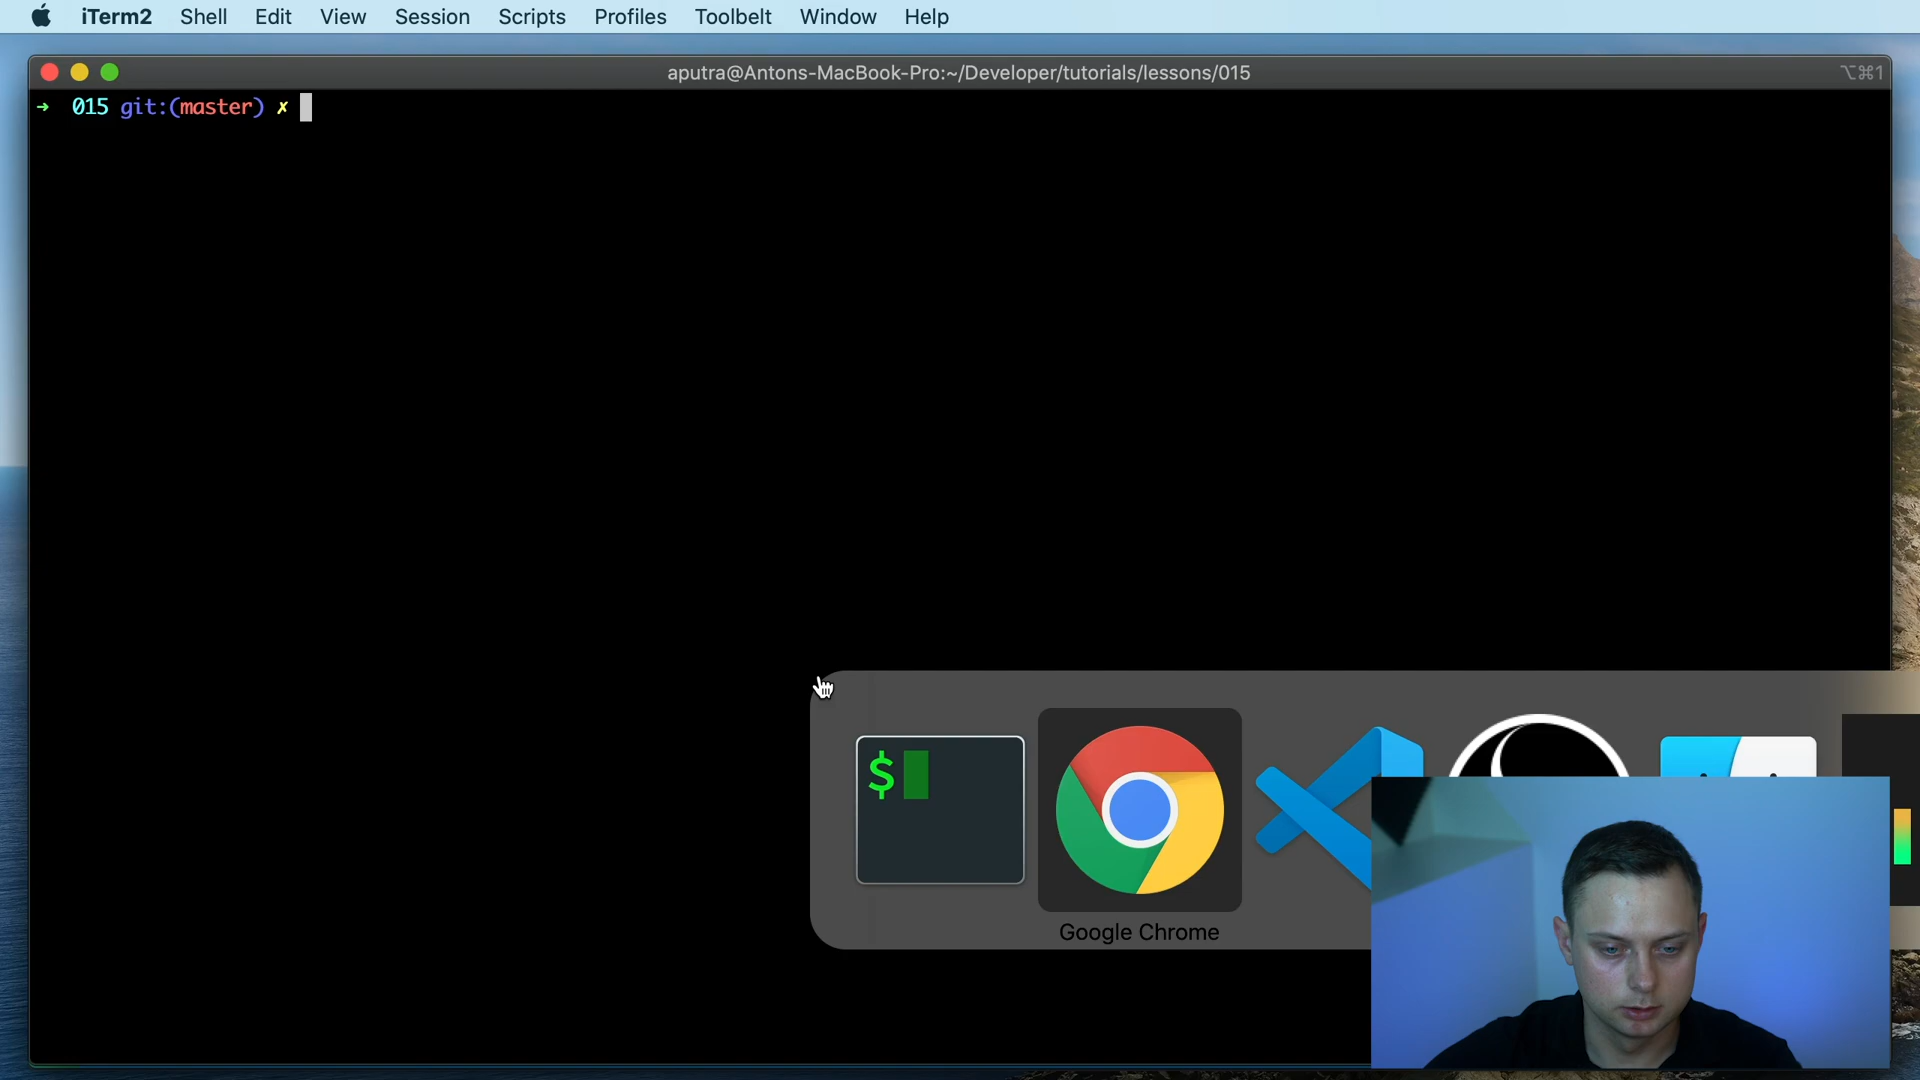 iTerm2 Shell Edit View Session Scripts Profiles Toolbelt Window Help
aputra@Antons-MacBook-Pro:~/Developer/tutorials/lessons/015 ⌥⌘1
➜ 015 git:(master) ✗
$
Google Chrome